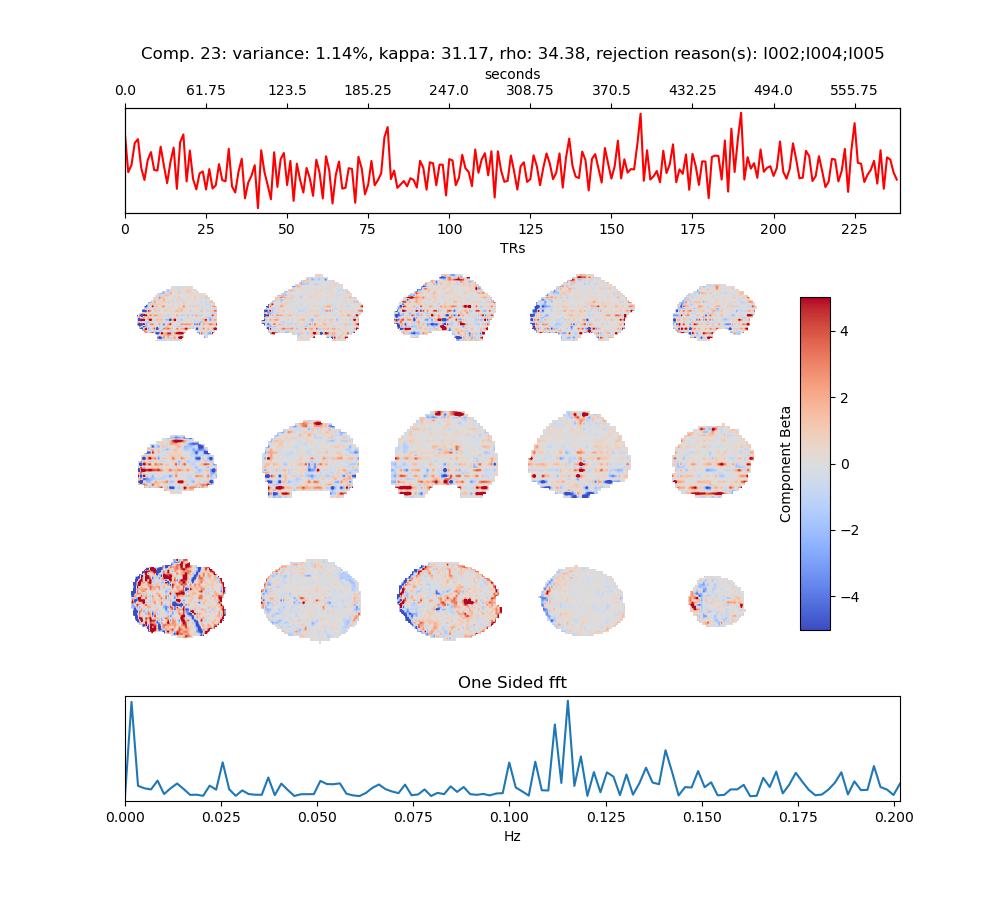 Comp. 23: variance: 1.14%, kappa: 31.17, rho: 34.38, rejection reason(s): I002;I004;I005
seconds
0.0 61.75 123.5 185.25 247.0 308.75 370.5 432.25 494.0 555.75
0 25 50 75 100 125 150 175 200 225
TRs
4
2
0
−2
−4
Component Beta
One Sided fft
0.000 0.025 0.050 0.075 0.100 0.125 0.150 0.175 0.200
Hz